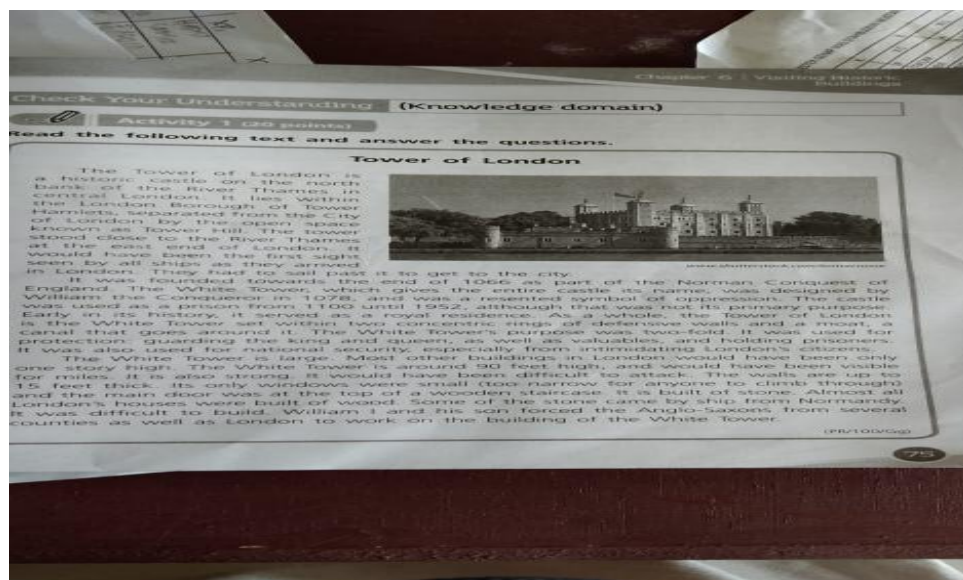 Chapter 6 | Visiting Historic
Buildings
Check Your Understanding (Knowledge domain)
Activity 1 (20 points)
Read the following text and answer the questions.
Tower of London
The Tower of London is
a historic castle on the north
bank of the River Thames in
central London. It lies within
the London Borough of Tower
Hamlets, separated from the City
of London by the open space
known as Tower Hill. The tower
stood close to the River Thames
at the east end of London. It
would have been the first sight
seen by all ships as they arrived
in London. They had to sail past it to get to the city.
It was founded towards the end of 1066 as part of the Norman Conquest of
England. The White Tower, which gives the entire castle its name, was designed by
William the Conqueror in 1078, and was a resented symbol of oppression. The castle
was used as a prison from 1100 until 1952, although that was not its primary purpose.
Early in its history, it served as a royal residence. As a whole, the Tower of London
is the White Tower set within two concentric rings of defensive walls and a moat, a
canal that goes around it. The White Tower's purpose was two-fold. It was used for
protection guarding the king and queen, as well as valuables, and holding prisoners.
It was also used for national security, especially from intimidating London's citizens.
The White Tower is large. Most other buildings in London would have been only
one story high. The White Tower is around 90 feet high, and would have been visible
for miles. It is also strong. It would have been difficult to attack. The walls are up to
15 feet thick. Its only windows were small (too narrow for anyone to climb through)
and the main door was at the top of a wooden staircase. It is built of stone. Almost all
London's houses were built of wood. Some of the stone came by ship from Normandy.
It was difficult to build. William I and his son forced the Anglo-Saxons from several
counties as well as London to work on the building of the White Tower.
75